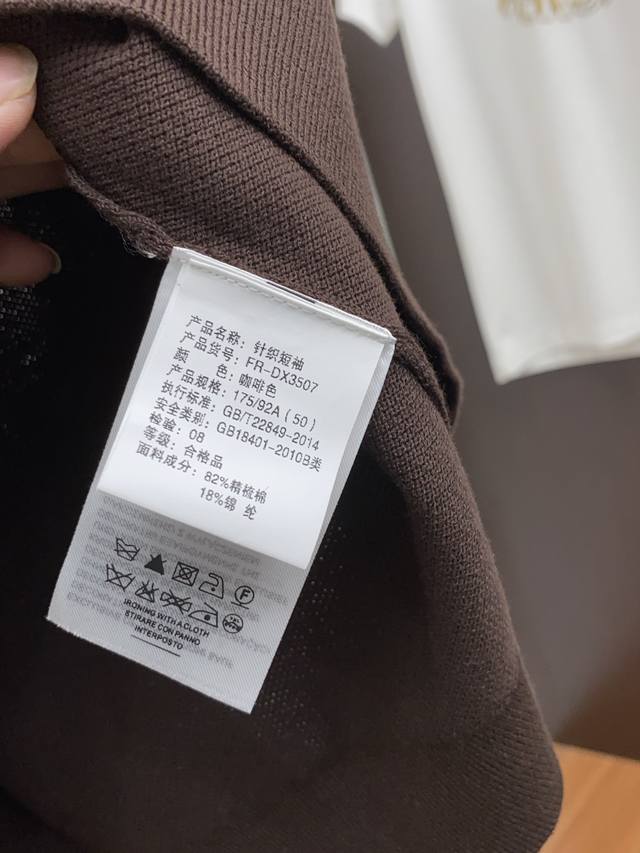 产品名称: 针织短袖
产品货号: FR-DX3507
颜 色: 咖啡色
产品规格: 175/92A(50)
执行标准: GB/T22849-2014
安全类别: GB18401-2010B类
检验: 08
等级: 合格品
面料成分: 82%精梳棉
18%锦 纶
IRONING WITH A CLOTH
STIRARE CON PANNO
INTERPOSTO